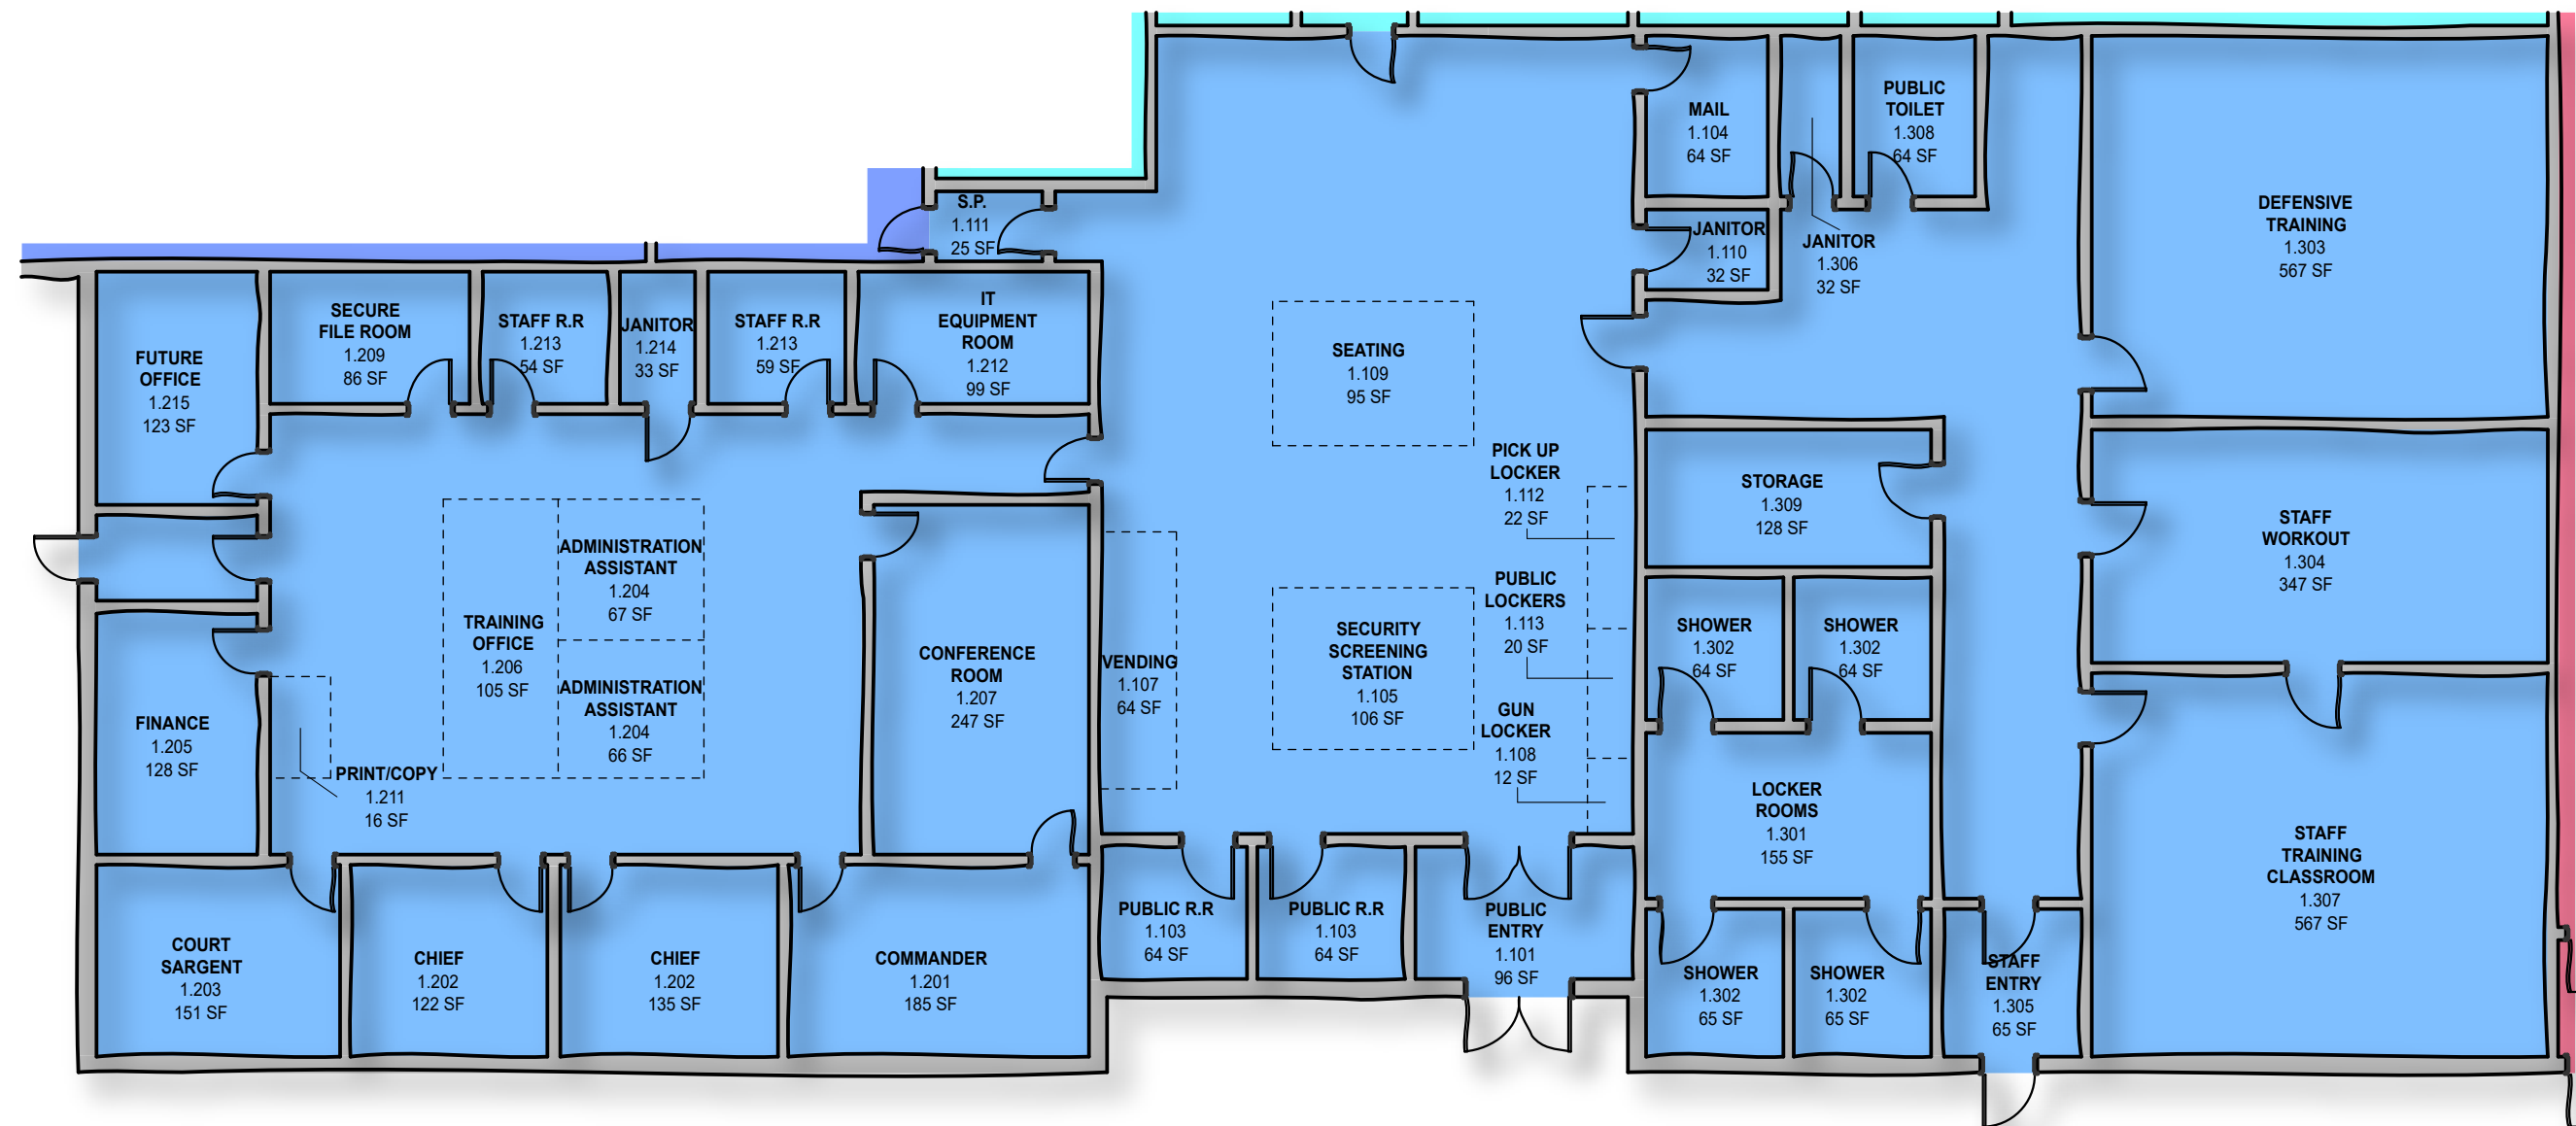 MAIL
1.104
64 SF
PUBLIC
TOILET
1.308
64 SF
DEFENSIVE
TRAINING
1.303
567 SF
S.P.
1.111
25 SF
JANITOR
1.110
32 SF
JANITOR
1.306
32 SF
FUTURE
OFFICE
1.215
123 SF
SECURE
FILE ROOM
1.209
86 SF
STAFF R.R
1.213
54 SF
JANITOR
1.214
33 SF
STAFF R.R
1.213
59 SF
IT
EQUIPMENT
ROOM
1.212
99 SF
SEATING
1.109
95 SF
PICK UP
LOCKER
1.112
22 SF
STORAGE
1.309
128 SF
STAFF
WORKOUT
1.304
347 SF
ADMINISTRATION
ASSISTANT
1.204
67 SF
TRAINING
OFFICE
1.206
105 SF
ADMINISTRATION
ASSISTANT
1.204
66 SF
CONFERENCE
ROOM
1.207
247 SF
VENDING
1.107
64 SF
SECURITY
SCREENING
STATION
1.105
106 SF
PUBLIC
LOCKERS
1.113
20 SF
GUN
LOCKER
1.108
12 SF
SHOWER
1.302
64 SF
SHOWER
1.302
64 SF
FINANCE
1.205
128 SF
PRINT/COPY
1.211
16 SF
LOCKER
ROOMS
1.301
155 SF
STAFF
TRAINING
CLASSROOM
1.307
567 SF
COURT
SARGENT
1.203
151 SF
CHIEF
1.202
122 SF
CHIEF
1.202
135 SF
COMMANDER
1.201
185 SF
PUBLIC R.R
1.103
64 SF
PUBLIC R.R
1.103
64 SF
PUBLIC
ENTRY
1.101
96 SF
SHOWER
1.302
65 SF
SHOWER
1.302
65 SF
STAFF
ENTRY
1.305
65 SF